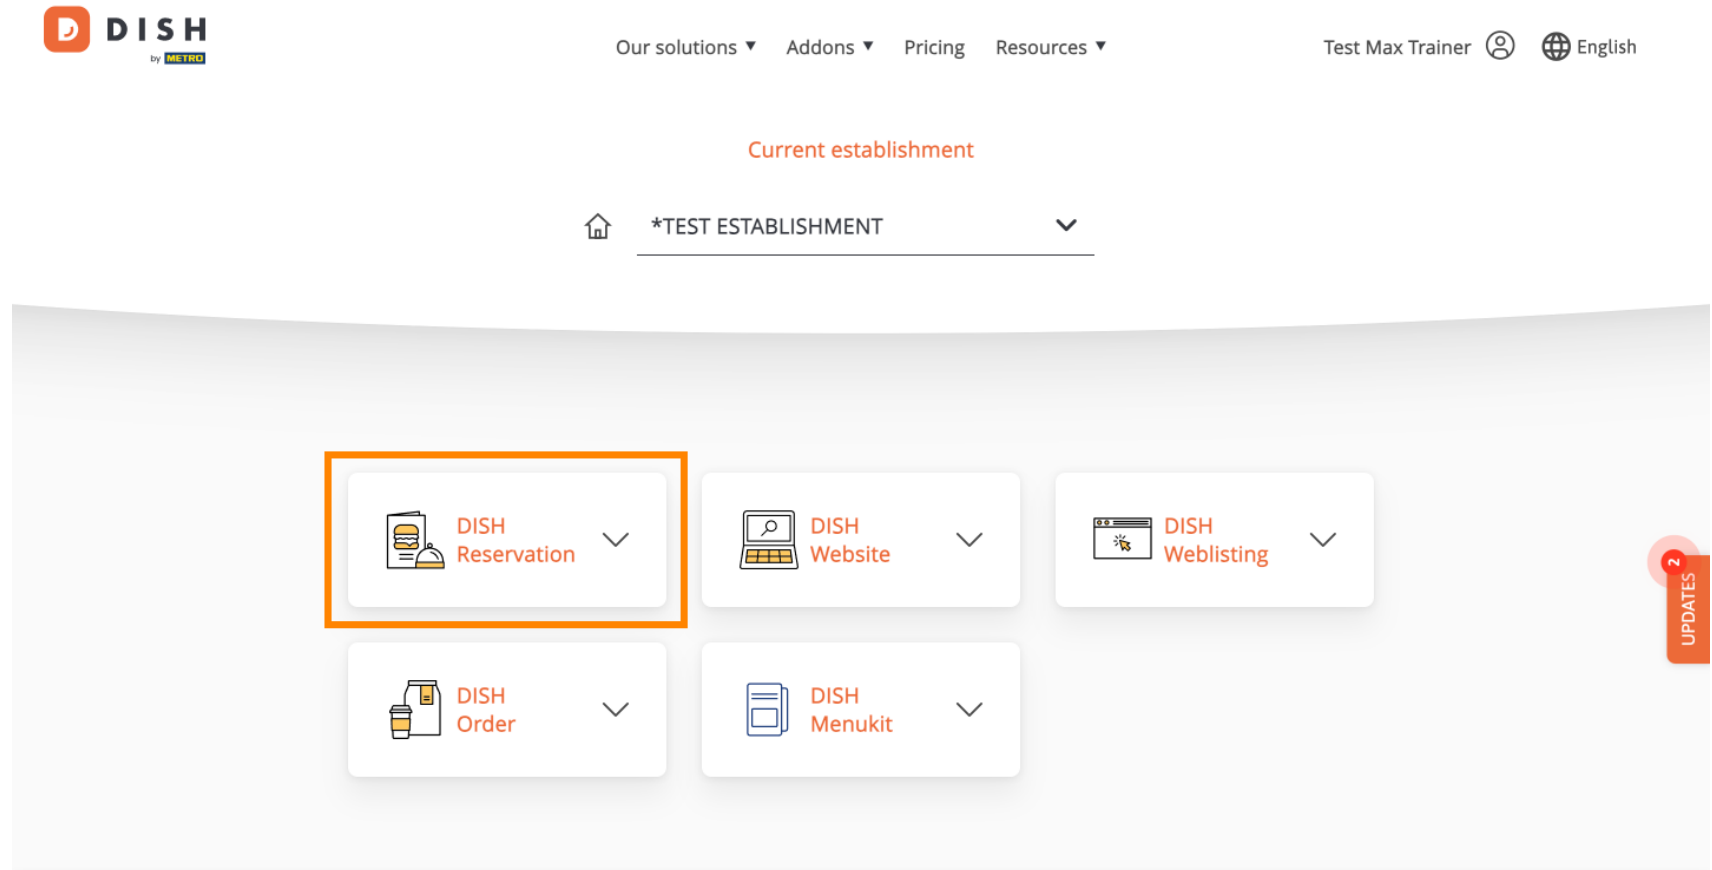 DISH
by METRO
Our solutions ▼ Addons ▼ Pricing Resources ▼ Test Max Trainer English
Current establishment
*TEST ESTABLISHMENT
DISH
Reservation
DISH
Website
DISH
Weblisting
2
UPDATES
DISH
Order
DISH
Menukit